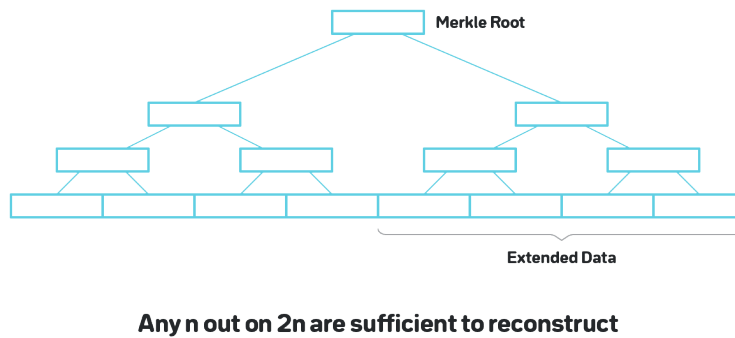 Merkle Root
Extended Data
Any n out on 2n are sufficient to reconstruct